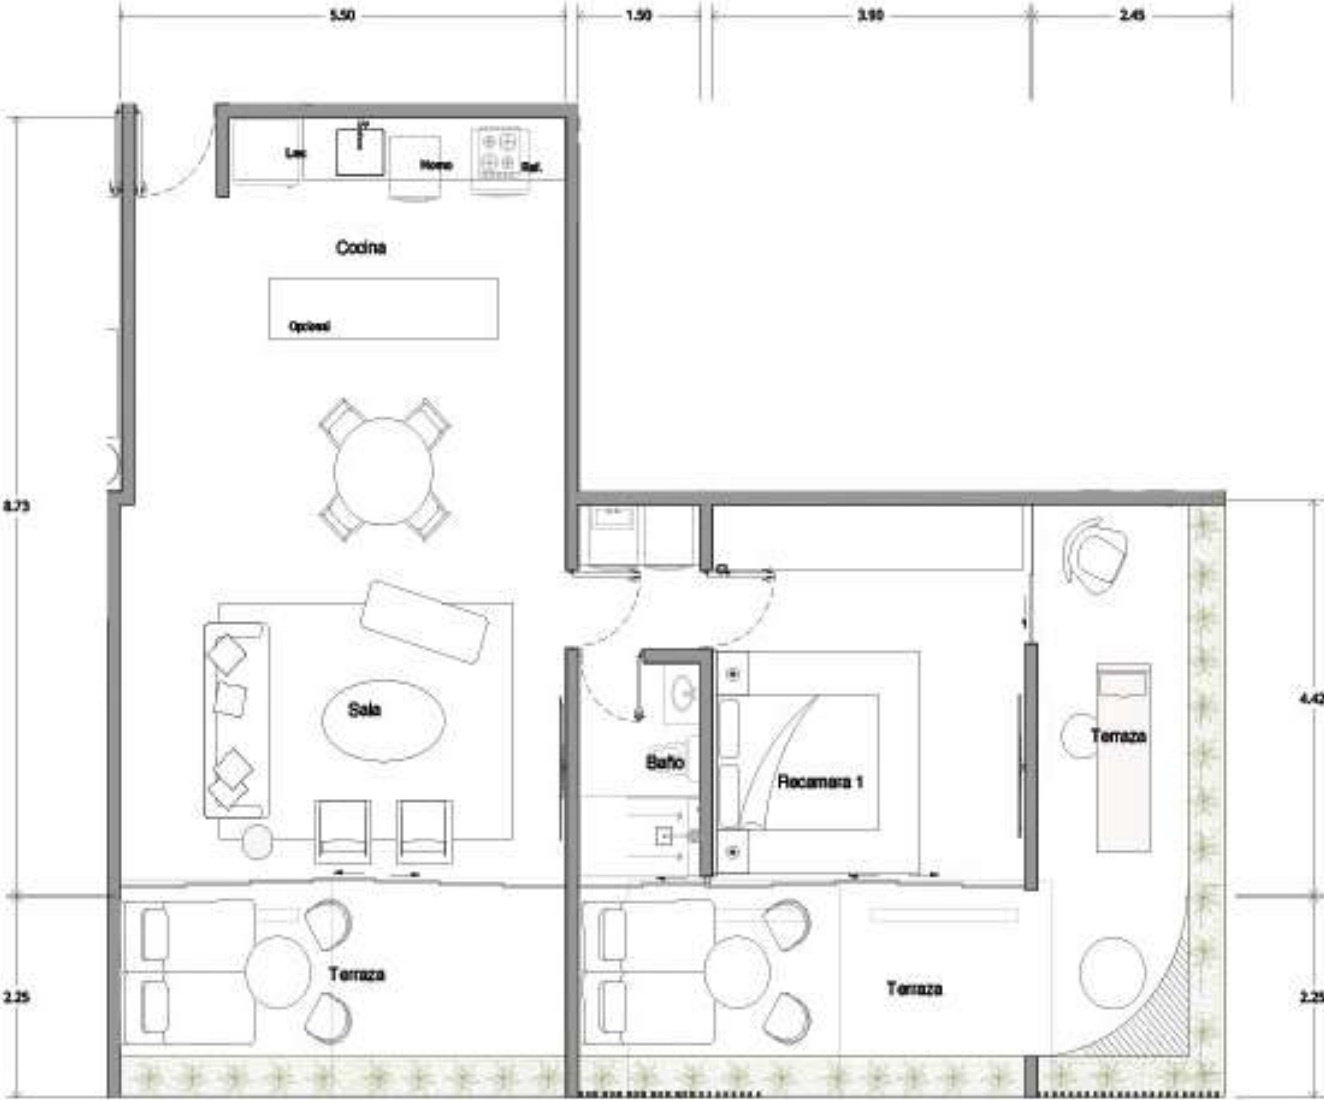 5.50
1.50
3.90
2.45
Lav.
Horno
Ref.
Cocina
Opcional
8.73
CL
4.42
Sala
Terraza
Baño
Recamara 1
2.25
Terraza
Terraza
2.25